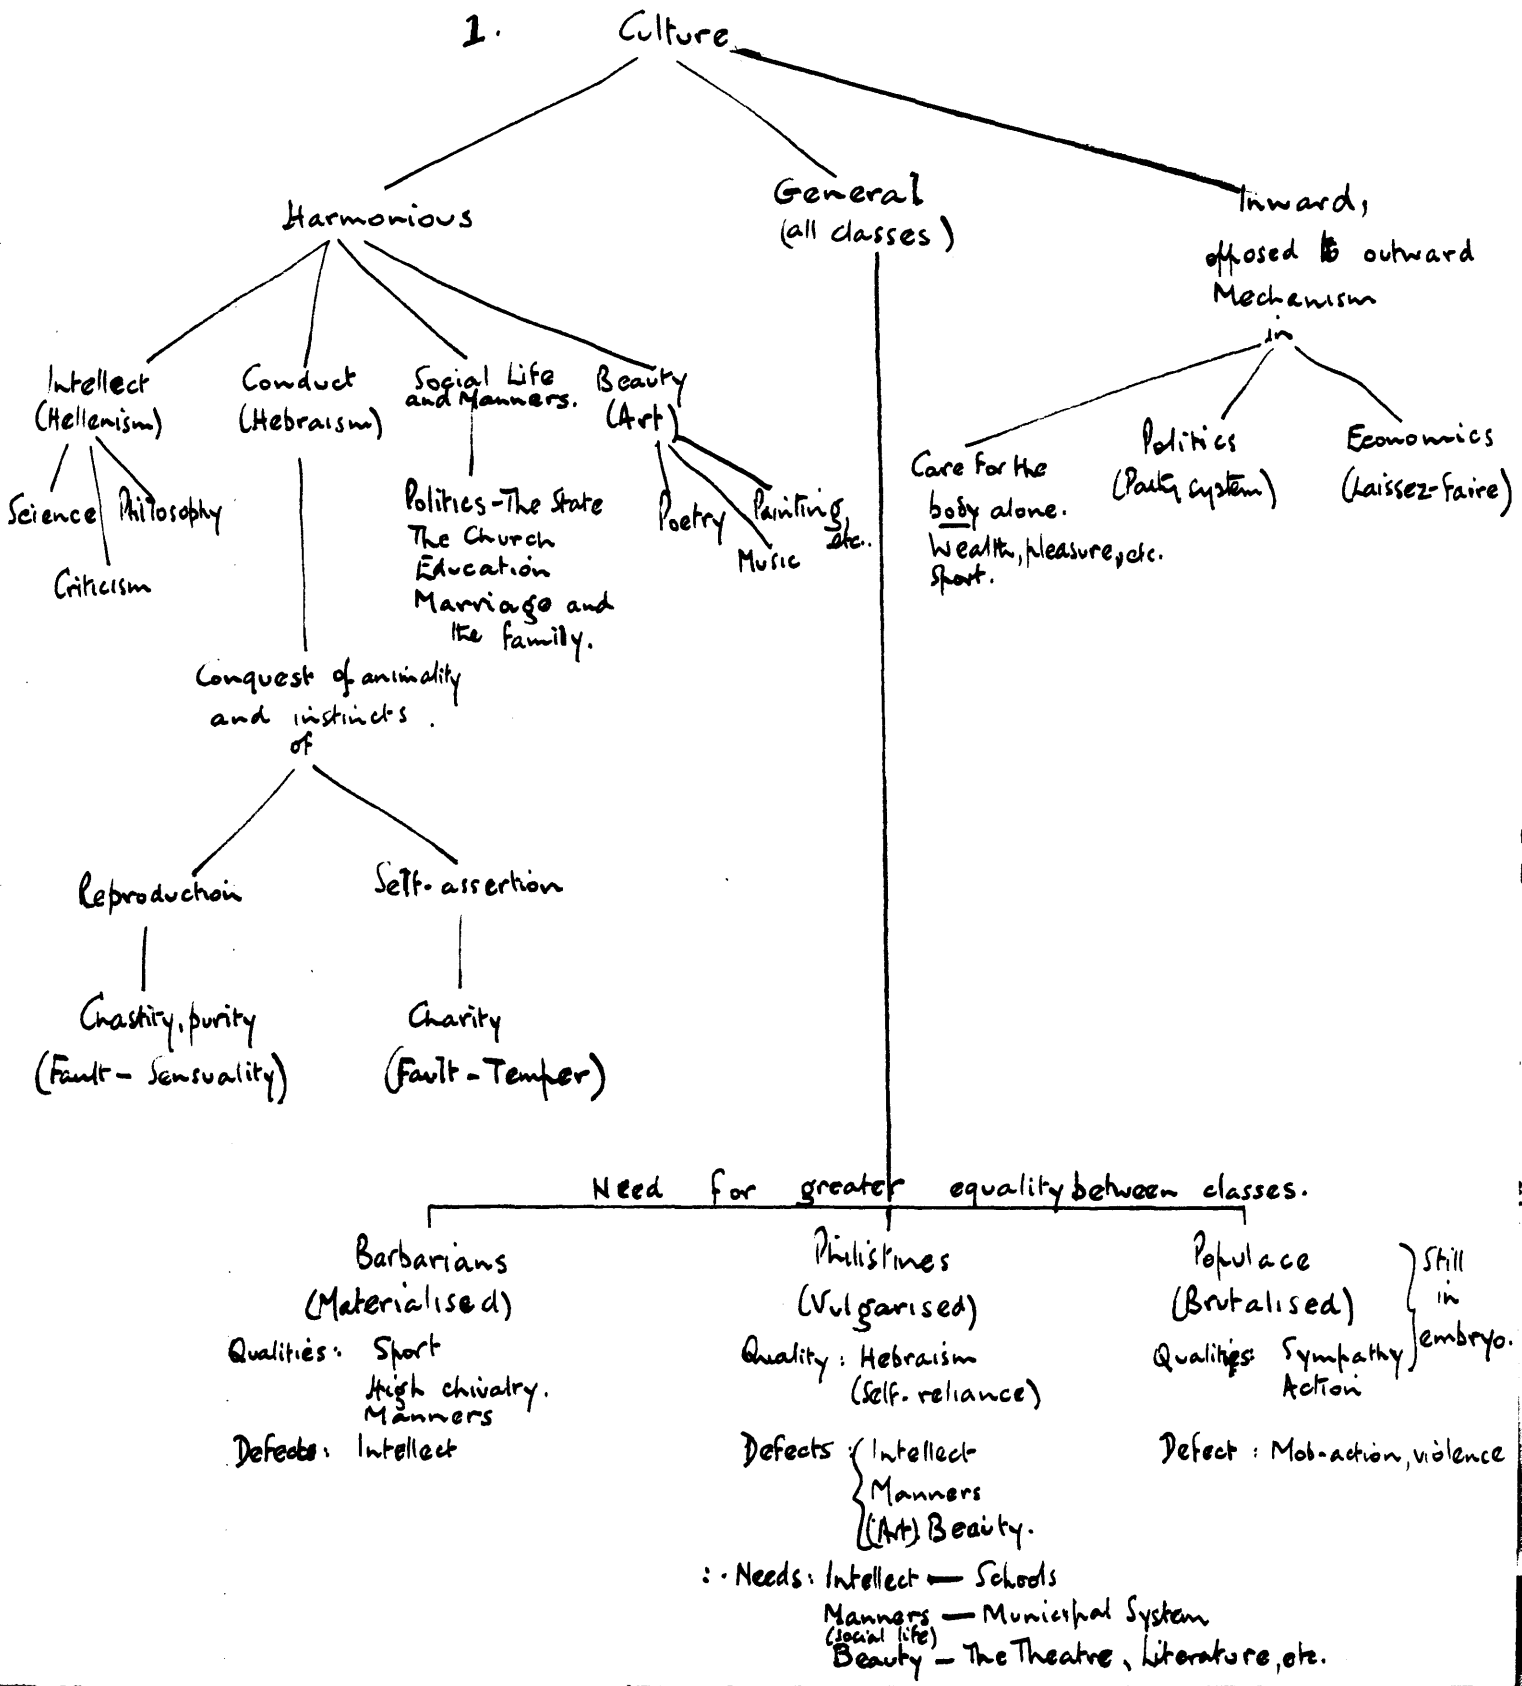 1. Culture
Harmonious
General
(all classes)
Inward,
opposed to outward
Mechanism
in
Intellect
(Hellenism)
Science
Philosophy
Criticism
Conduct
(Hebraism)
Social Life
and Manners.
Beauty
(Art)
Politics-The State
The Church
Education
Marriage and
the family.
Poetry
Painting,
etc..
Music
Care for the
body alone.
Wealth, pleasure, etc.
Sport.
Politics
(Party system)
Economics
(Laissez-Faire)
Conquest of animality
and instincts.
of
Reproduction
Self-assertion
Chastity, purity
(Fault - Sensuality)
Charity
(Fault - Temper)
Need for greater equality between classes.
Barbarians
(Materialised)
Qualities: Sport
High chivalry.
Manners
Defects: Intellect
Philistines
(Vulgarised)
Quality: Hebraism
(Self-reliance)
Defects: Intellect
Manners
(Art) Beauty.
∴ Needs: Intellect — Schools
Manners — Municipal System
(social life)
Beauty — The Theatre, Literature, etc.
Populace
(Brutalised)
Qualities: Sympathy
Action
Still
in
embryo.
Defect: Mob-action, violence